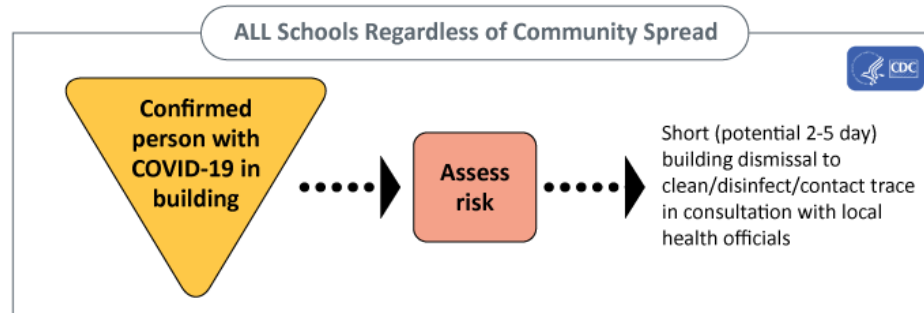 ALL Schools Regardless of Community Spread
CDC
Confirmed
person with
COVID-19 in
building
Assess
risk
Short (potential 2-5 day)
building dismissal to
clean/disinfect/contact trace
in consultation with local
health officials